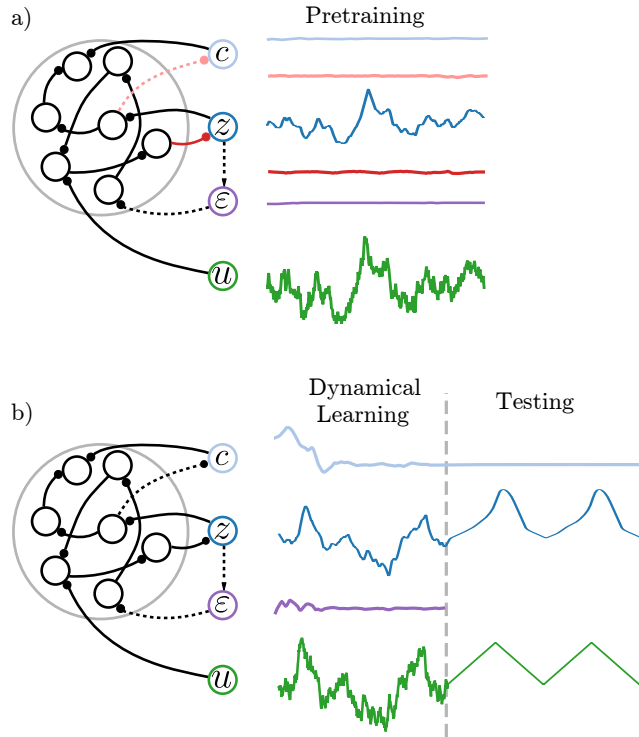 a)
Pretraining
c
z
ε
u
b)
Dynamical
Learning
Testing
c
z
ε
u